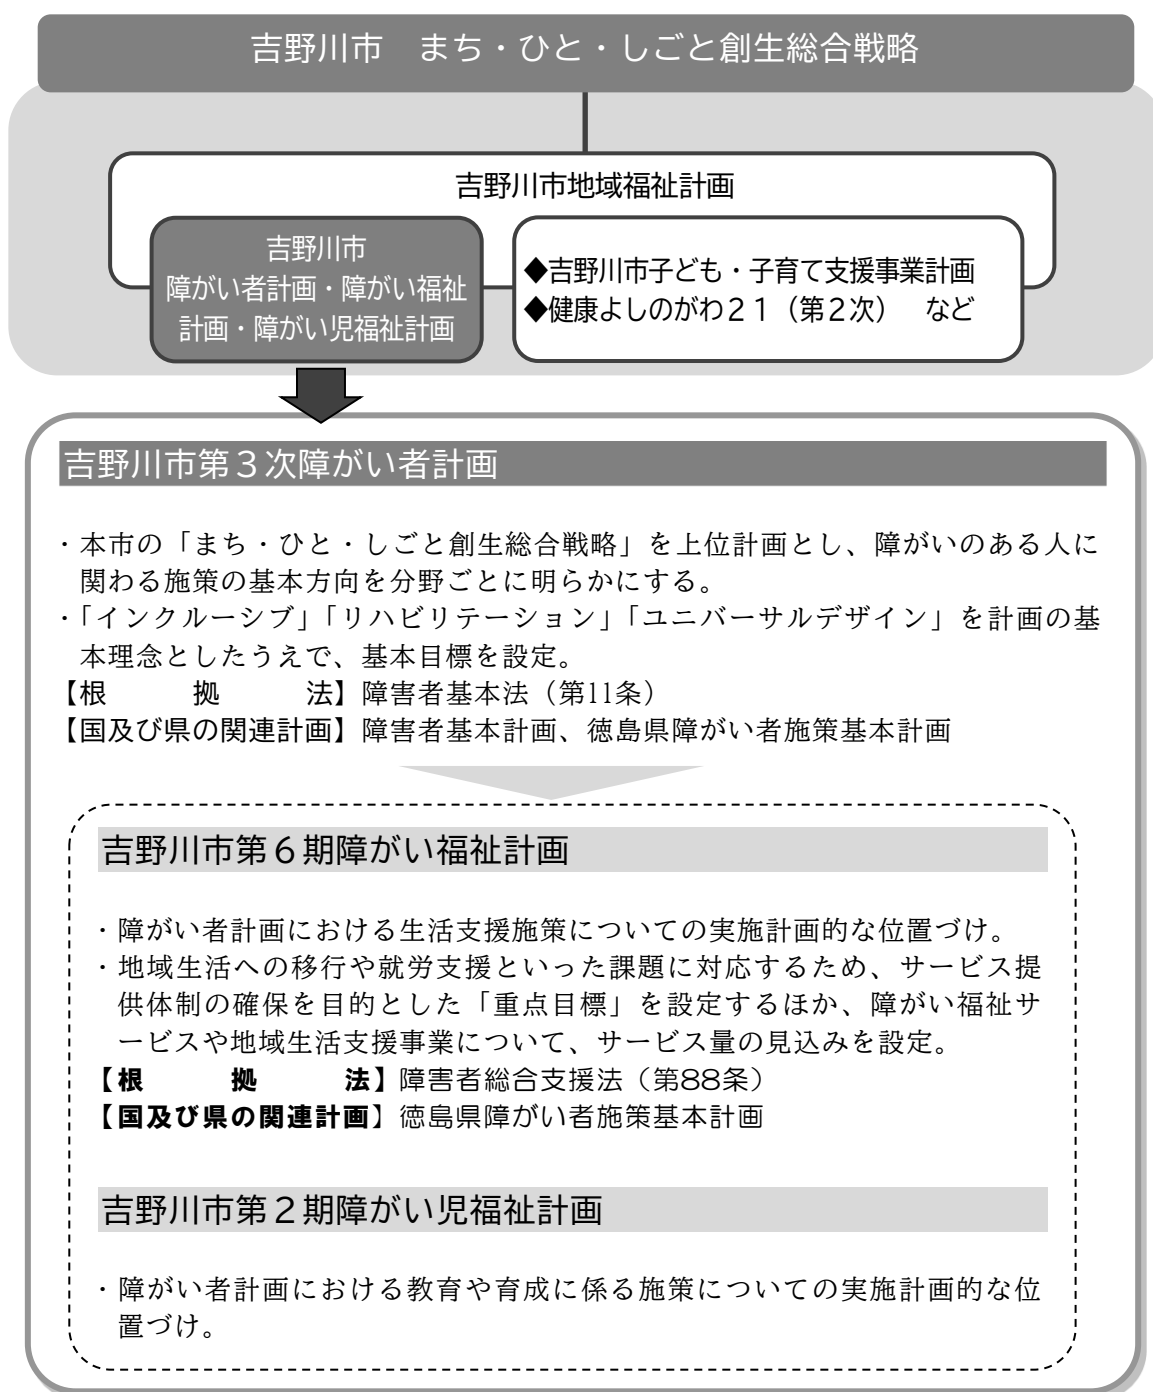 吉野川市　まち・ひと・しごと創生総合戦略
吉野川市地域福祉計画
吉野川市
障がい者計画・障がい福祉
計画・障がい児福祉計画
◆吉野川市子ども・子育て支援事業計画
◆健康よしのがわ２１（第２次）　など
吉野川市第３次障がい者計画
・本市の「まち・ひと・しごと創生総合戦略」を上位計画とし、障がいのある人に
関わる施策の基本方向を分野ごとに明らかにする。
・「インクルーシブ」「リハビリテーション」「ユニバーサルデザイン」を計画の基
本理念としたうえで、基本目標を設定。
【根　　拠　　法】障害者基本法（第11条）
【国及び県の関連計画】障害者基本計画、徳島県障がい者施策基本計画
吉野川市第６期障がい福祉計画
・障がい者計画における生活支援施策についての実施計画的な位置づけ。
・地域生活への移行や就労支援といった課題に対応するため、サービス提
供体制の確保を目的とした「重点目標」を設定するほか、障がい福祉サ
ービスや地域生活支援事業について、サービス量の見込みを設定。
【根　　拠　　法】障害者総合支援法（第88条）
【国及び県の関連計画】徳島県障がい者施策基本計画
吉野川市第２期障がい児福祉計画
・障がい者計画における教育や育成に係る施策についての実施計画的な位
置づけ。